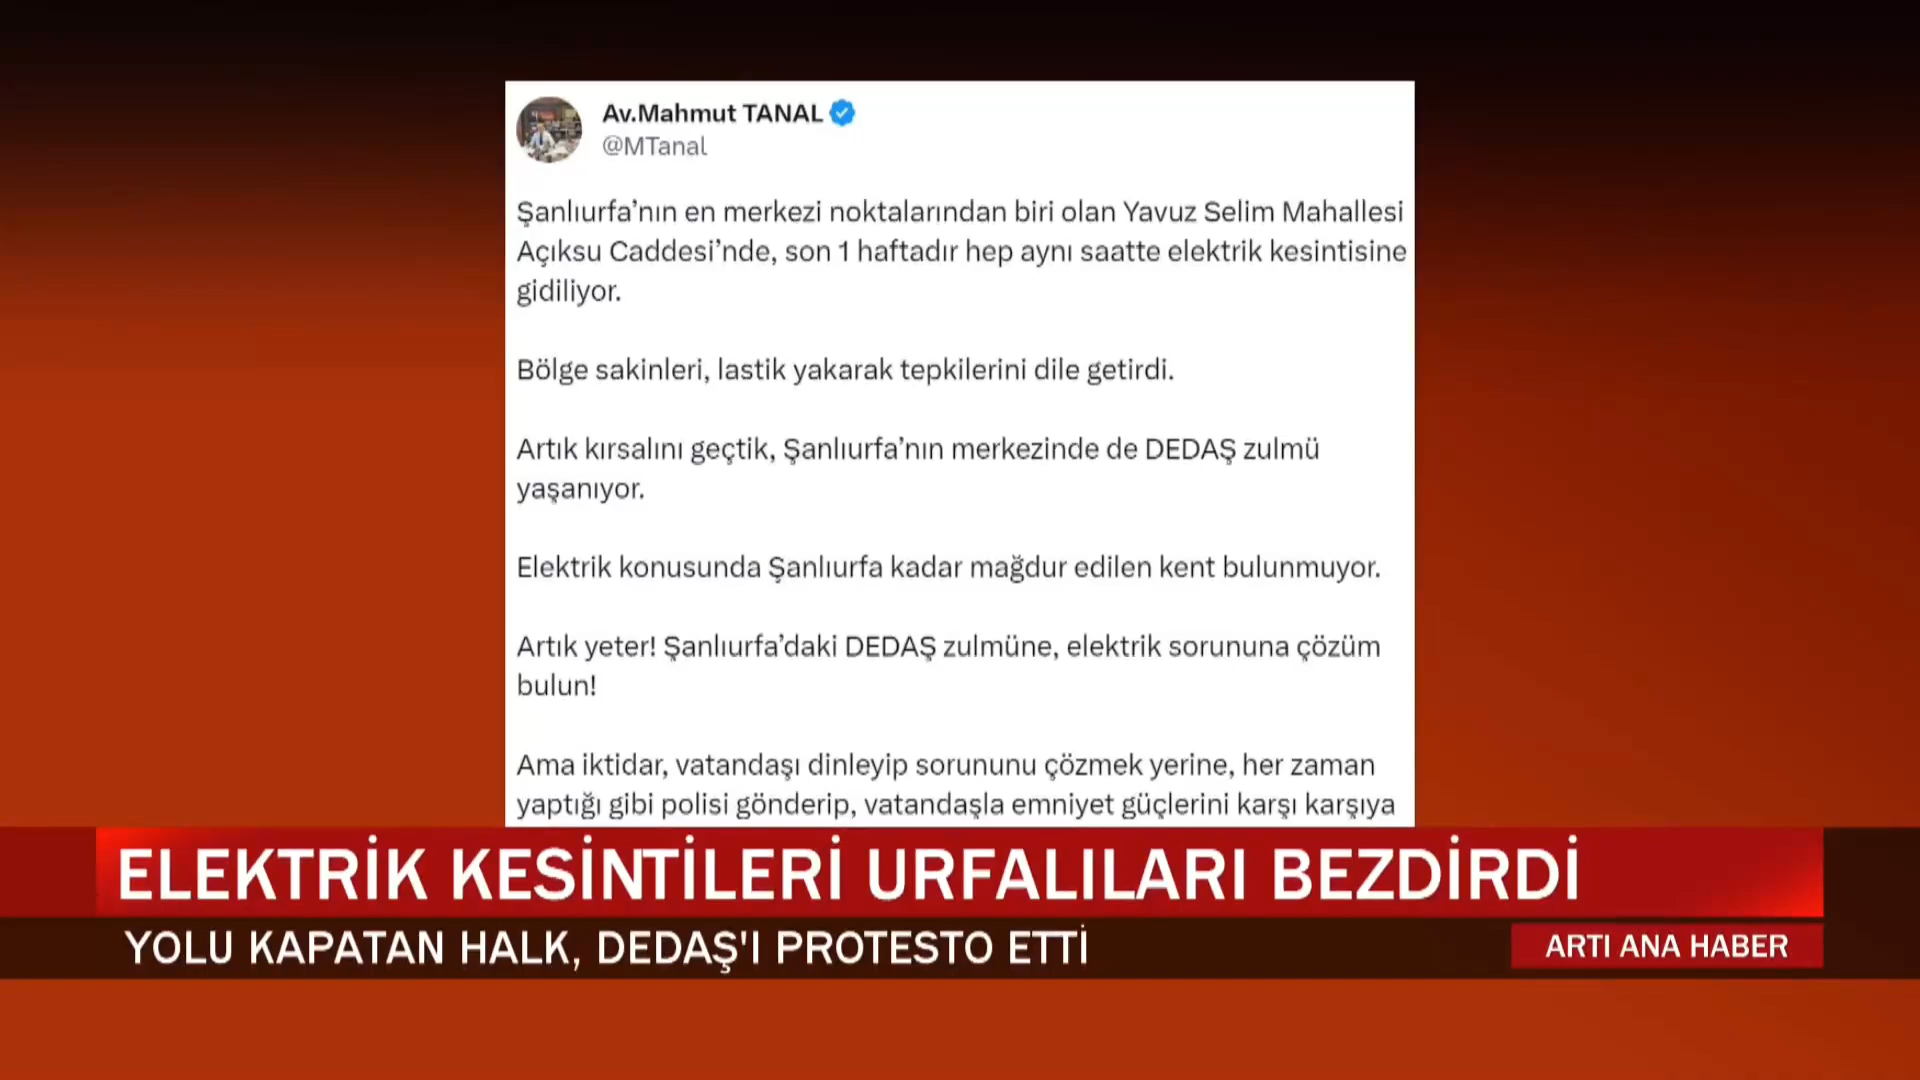 Av.Mahmut TANAL
@MTanal
Şanlıurfa’nın en merkezi noktalarından biri olan Yavuz Selim Mahallesi
Açıksu Caddesi’nde, son 1 haftadır hep aynı saatte elektrik kesintisine
gidiliyor.
Bölge sakinleri, lastik yakarak tepkilerini dile getirdi.
Artık kırsalını geçtik, Şanlıurfa’nın merkezinde de DEDAŞ zulmü
yaşanıyor.
Elektrik konusunda Şanlıurfa kadar mağdur edilen kent bulunmuyor.
Artık yeter! Şanlıurfa’daki DEDAŞ zulmüne, elektrik sorununa çözüm
bulun!
Ama iktidar, vatandaşı dinleyip sorununu çözmek yerine, her zaman
yaptığı gibi polisi gönderip, vatandaşla emniyet güçlerini karşı karşıya
ELEKTRİK KESİNTİLERİ URFALILARI BEZDİRDİ
YOLU KAPATAN HALK, DEDAŞ'I PROTESTO ETTİ
ARTI ANA HABER